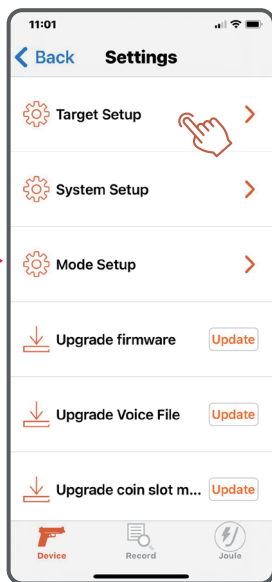 11:01
Back Settings
Target Setup
System Setup
Mode Setup
Upgrade firmware Update
Upgrade Voice File Update
Upgrade coin slot m... Update
Device Record Joule